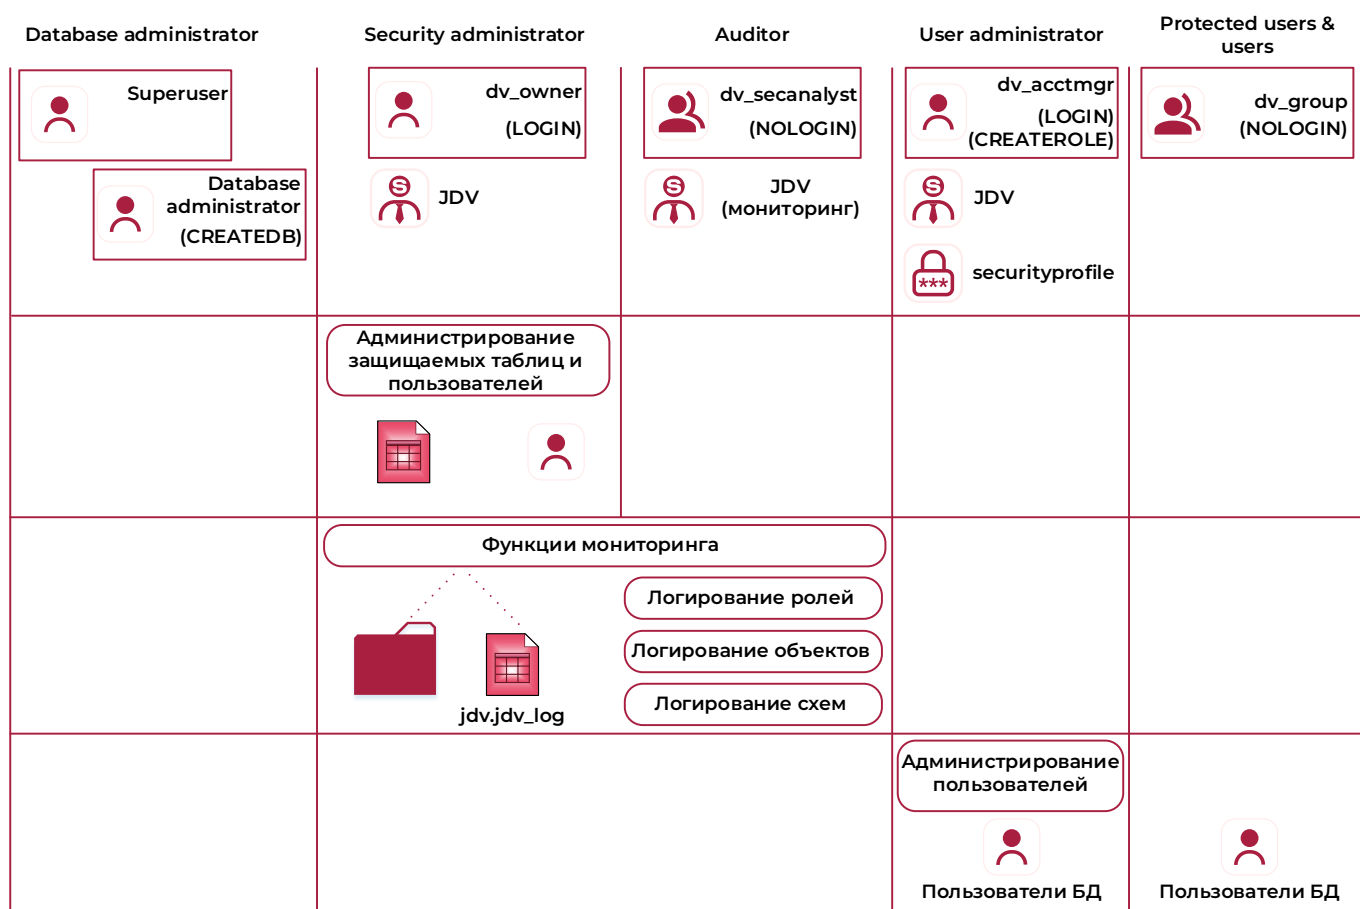 Database administrator
Security administrator
Auditor
User administrator
Protected users &
users
Superuser
Database
administrator
(CREATEDB)
dv_owner
(LOGIN)
JDV
dv_secanalyst
(NOLOGIN)
JDV
(мониторинг)
dv_acctmgr
(LOGIN)
(CREATEROLE)
JDV
***
securityprofile
dv_group
(NOLOGIN)
Администрирование
защищаемых таблиц и
пользователей
Функции мониторинга
jdv.jdv_log
Логирование ролей
Логирование объектов
Логирование схем
Администрирование
пользователей
Пользователи БД
Пользователи БД